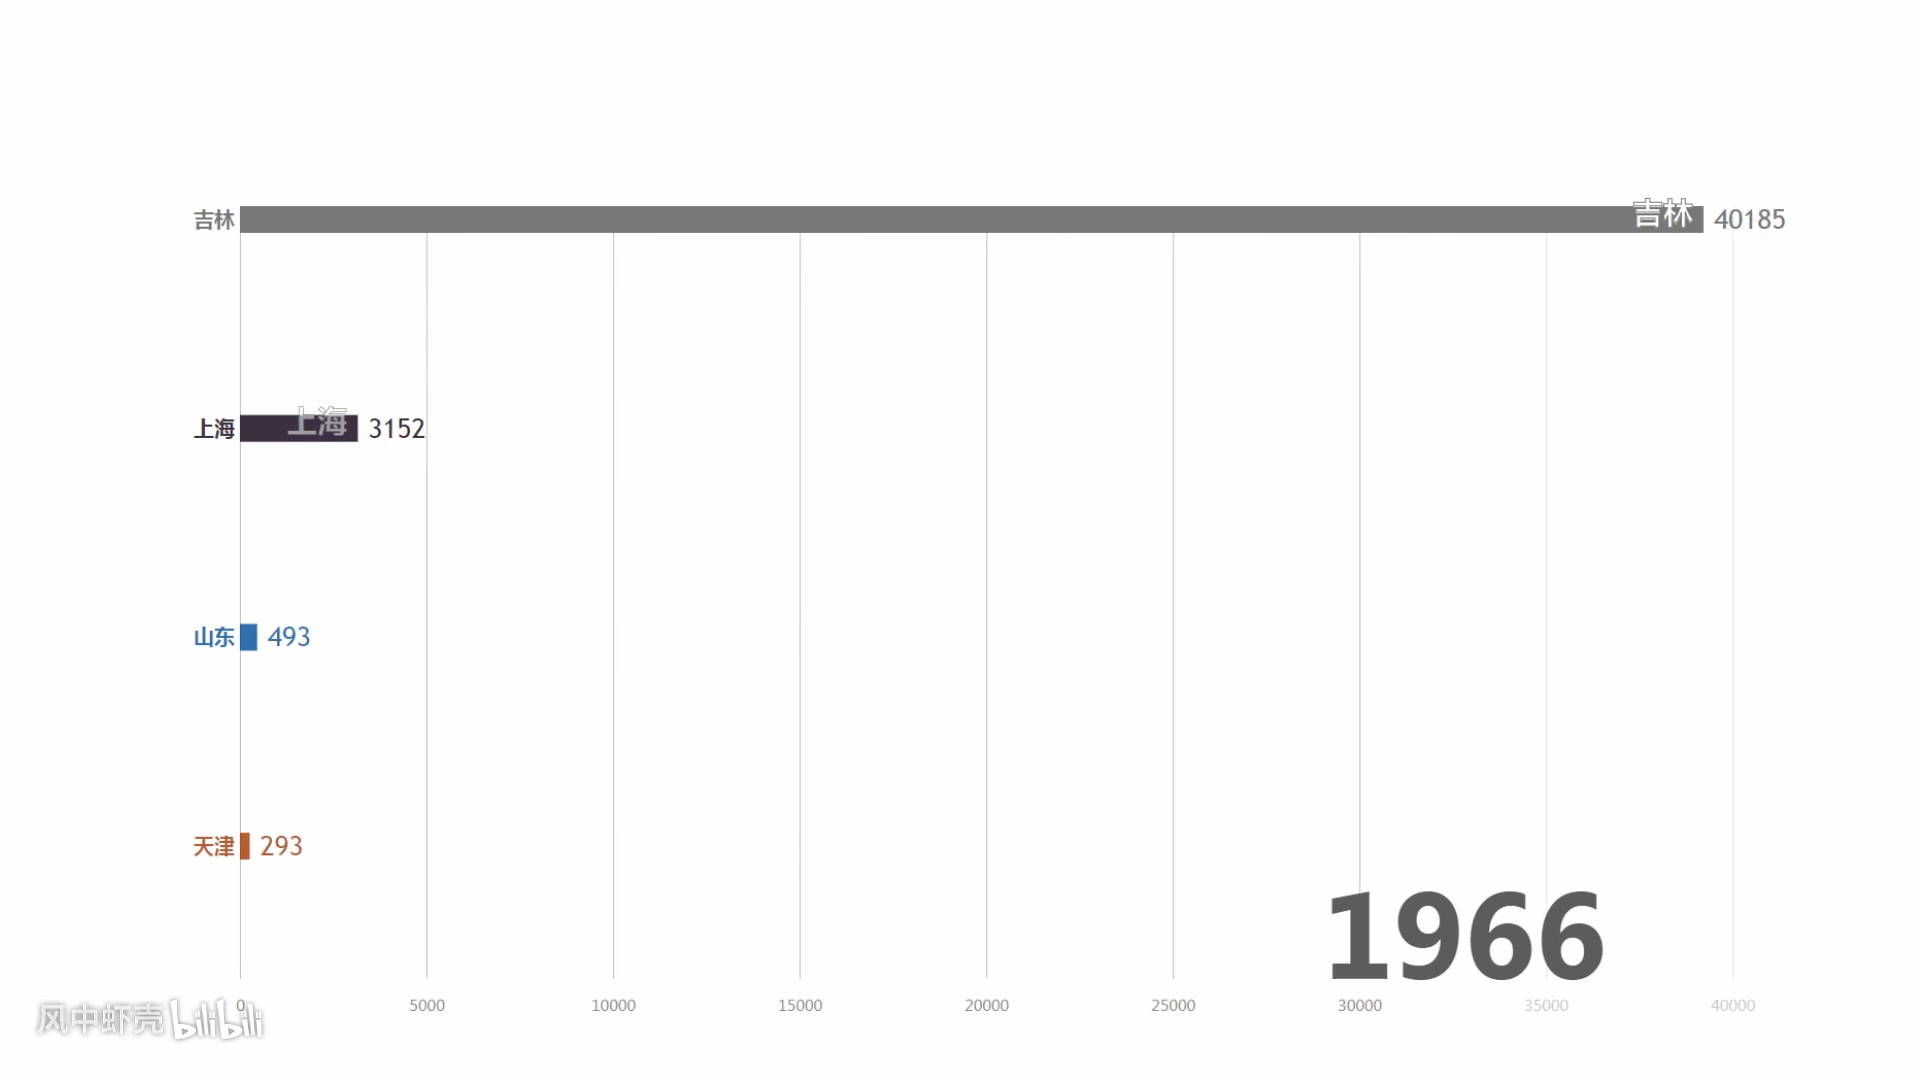 吉林 吉林 40185
上海 上海 3152
山东 493
天津 293
1966
0 5000 10000 15000 20000 25000 30000 35000 40000
风中虾壳 bilibili